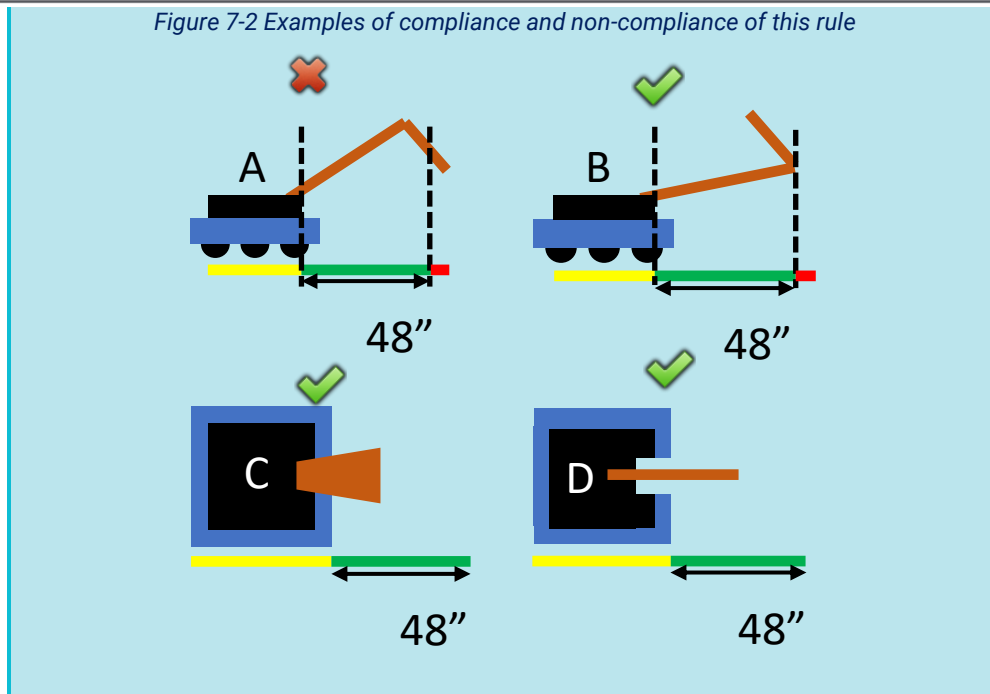 Figure 7-2 Examples of compliance and non-compliance of this rule
A
B
48”
48”
C
D
48”
48”